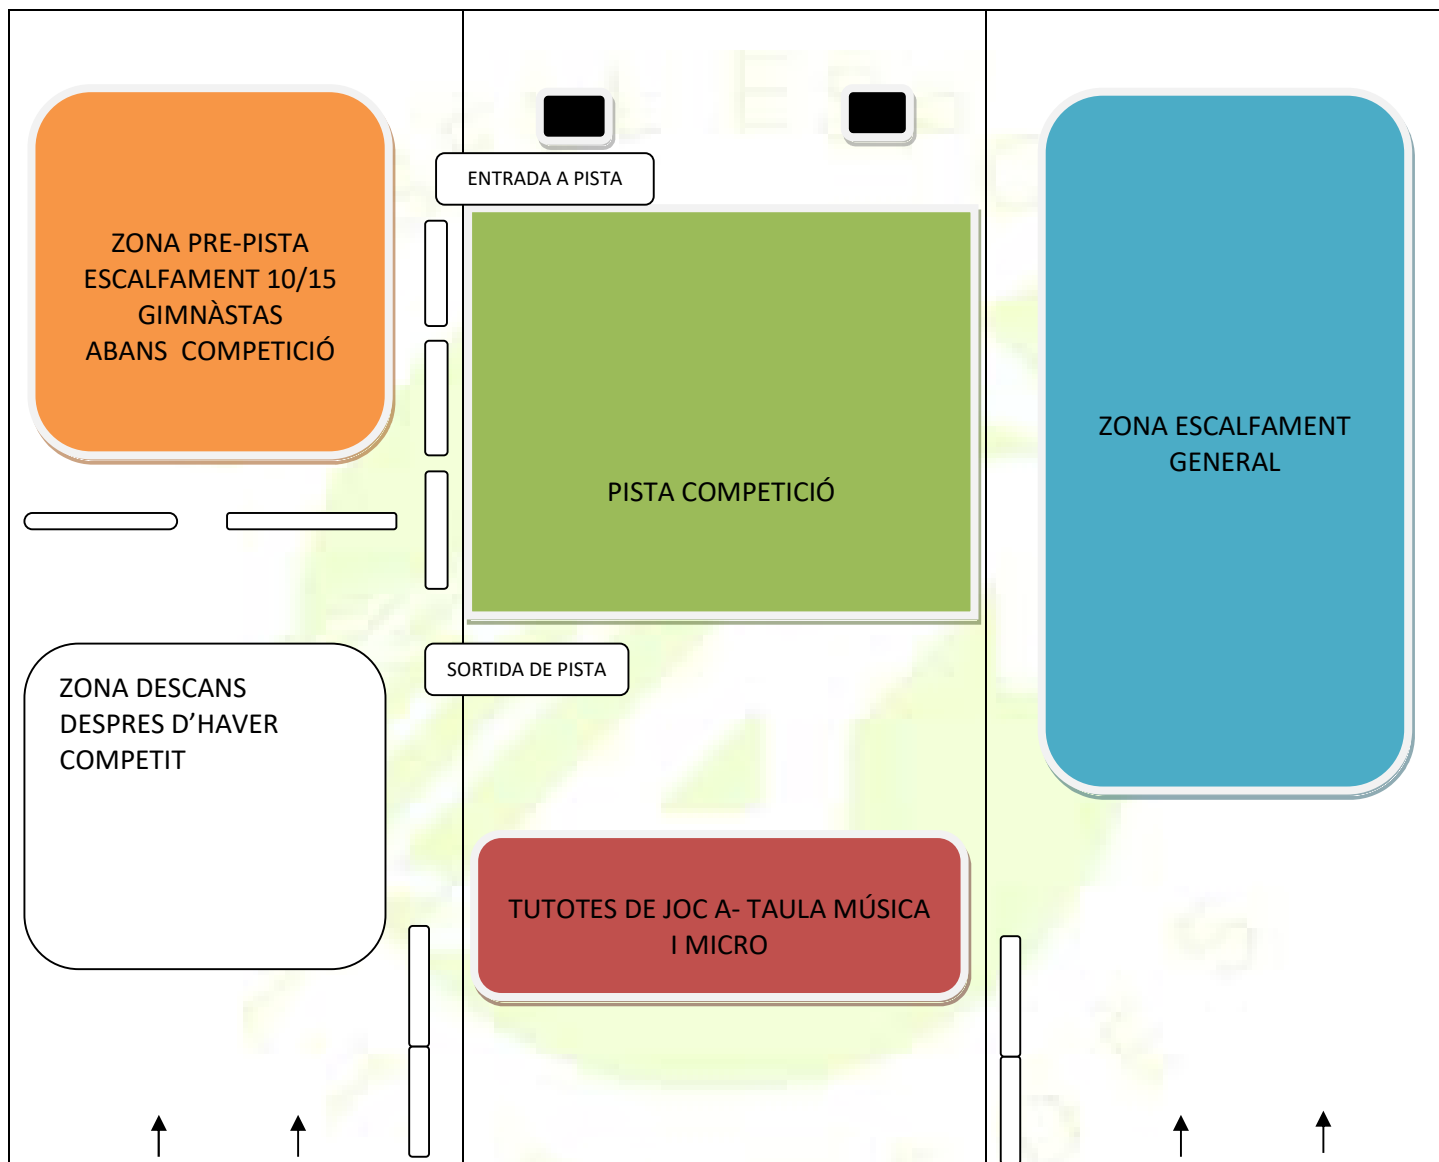 ENTRADA A PISTA
ZONA PRE-PISTA
ESCALFAMENT 10/15
GIMNÀSTAS
ABANS  COMPETICIÓ
PISTA COMPETICIÓ
ZONA ESCALFAMENT
GENERAL
SORTIDA DE PISTA
ZONA DESCANS
DESPRES D’HAVER
COMPETIT
TUTOTES DE JOC A- TAULA MÚSICA
I MICRO